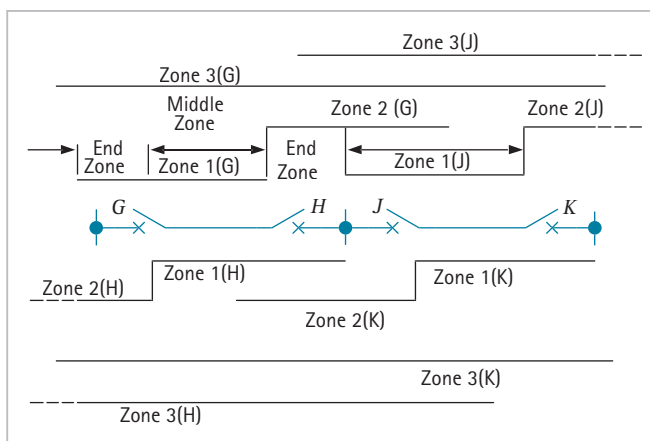 Zone 3(J)
Zone 3(G)
Middle
Zone
Zone 2 (G)
Zone 2(J)
End
Zone
Zone 1(G)
End
Zone
Zone 1(J)
G
H
J
K
Zone 1(H)
Zone 1(K)
Zone 2(H)
Zone 2(K)
Zone 3(K)
Zone 3(H)